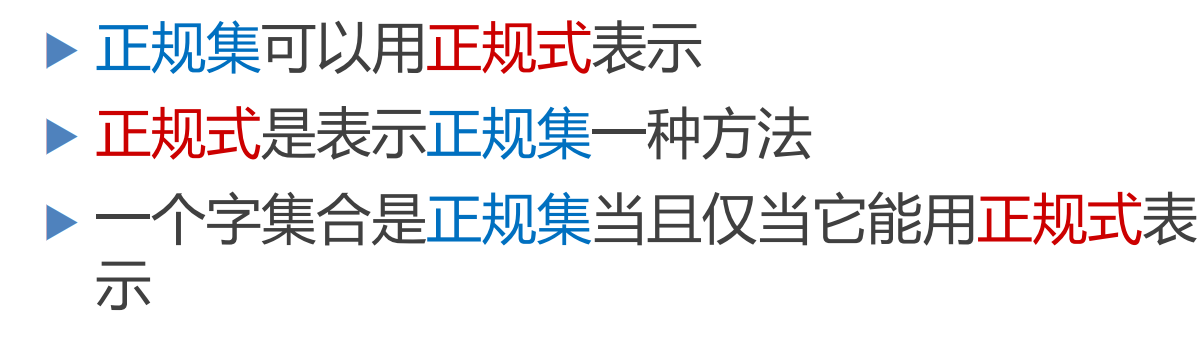 正规集可以用正规式表示
正规式是表示正规集一种方法
一个字集合是正规集当且仅当它能用正规式表
示